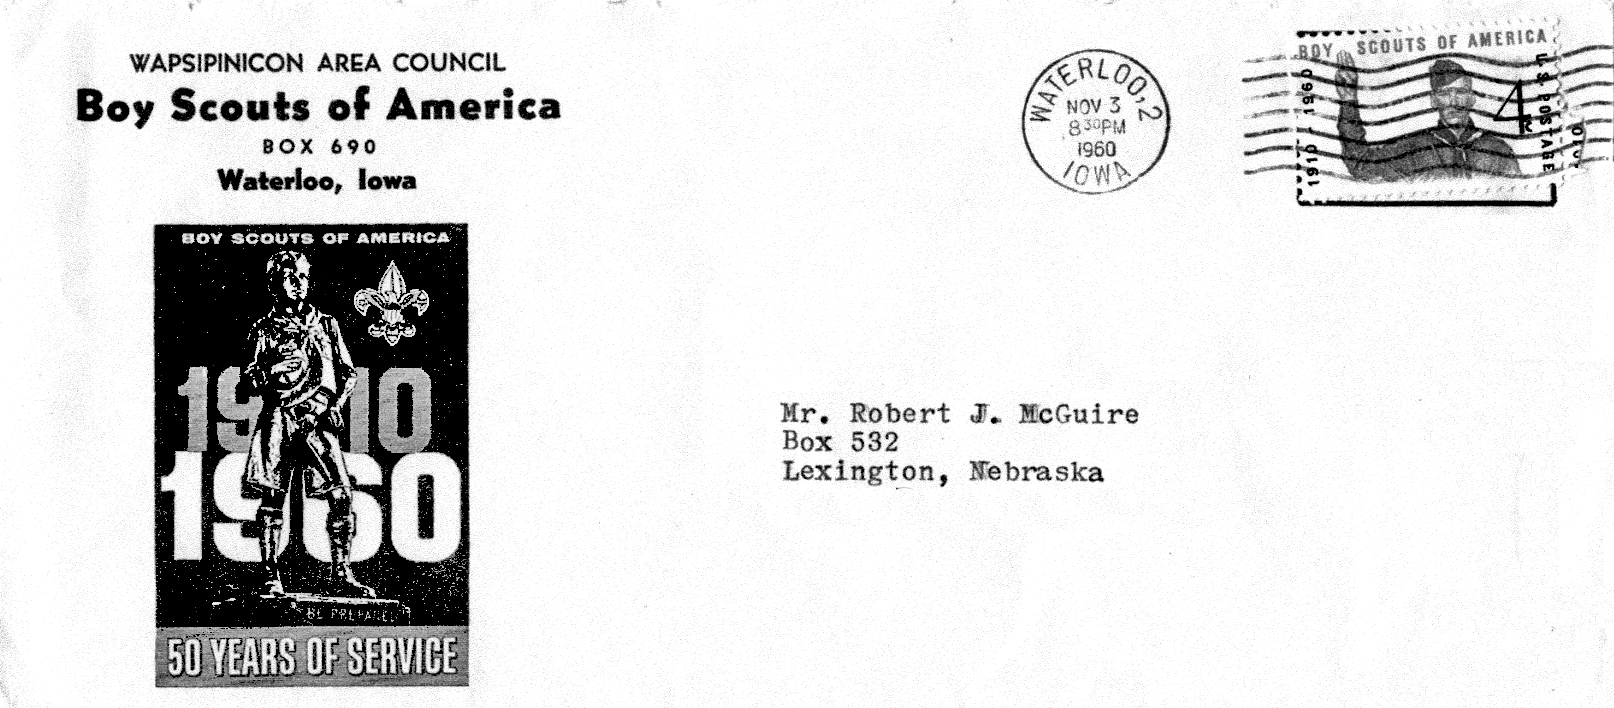 WAPSIPINICON AREA COUNCIL
Boy Scouts of America
BOX 690
Waterloo, Iowa
BOY SCOUTS OF AMERICA
1910
1960
BE PREPARED
50 YEARS OF SERVICE
WATERLOO, 2
NOV 3
8 30 PM
1960
IOWA
BOY SCOUTS OF AMERICA
1910 - 1960
4¢
U.S. POSTAGE
Mr. Robert J. McGuire
Box 532
Lexington, Nebraska